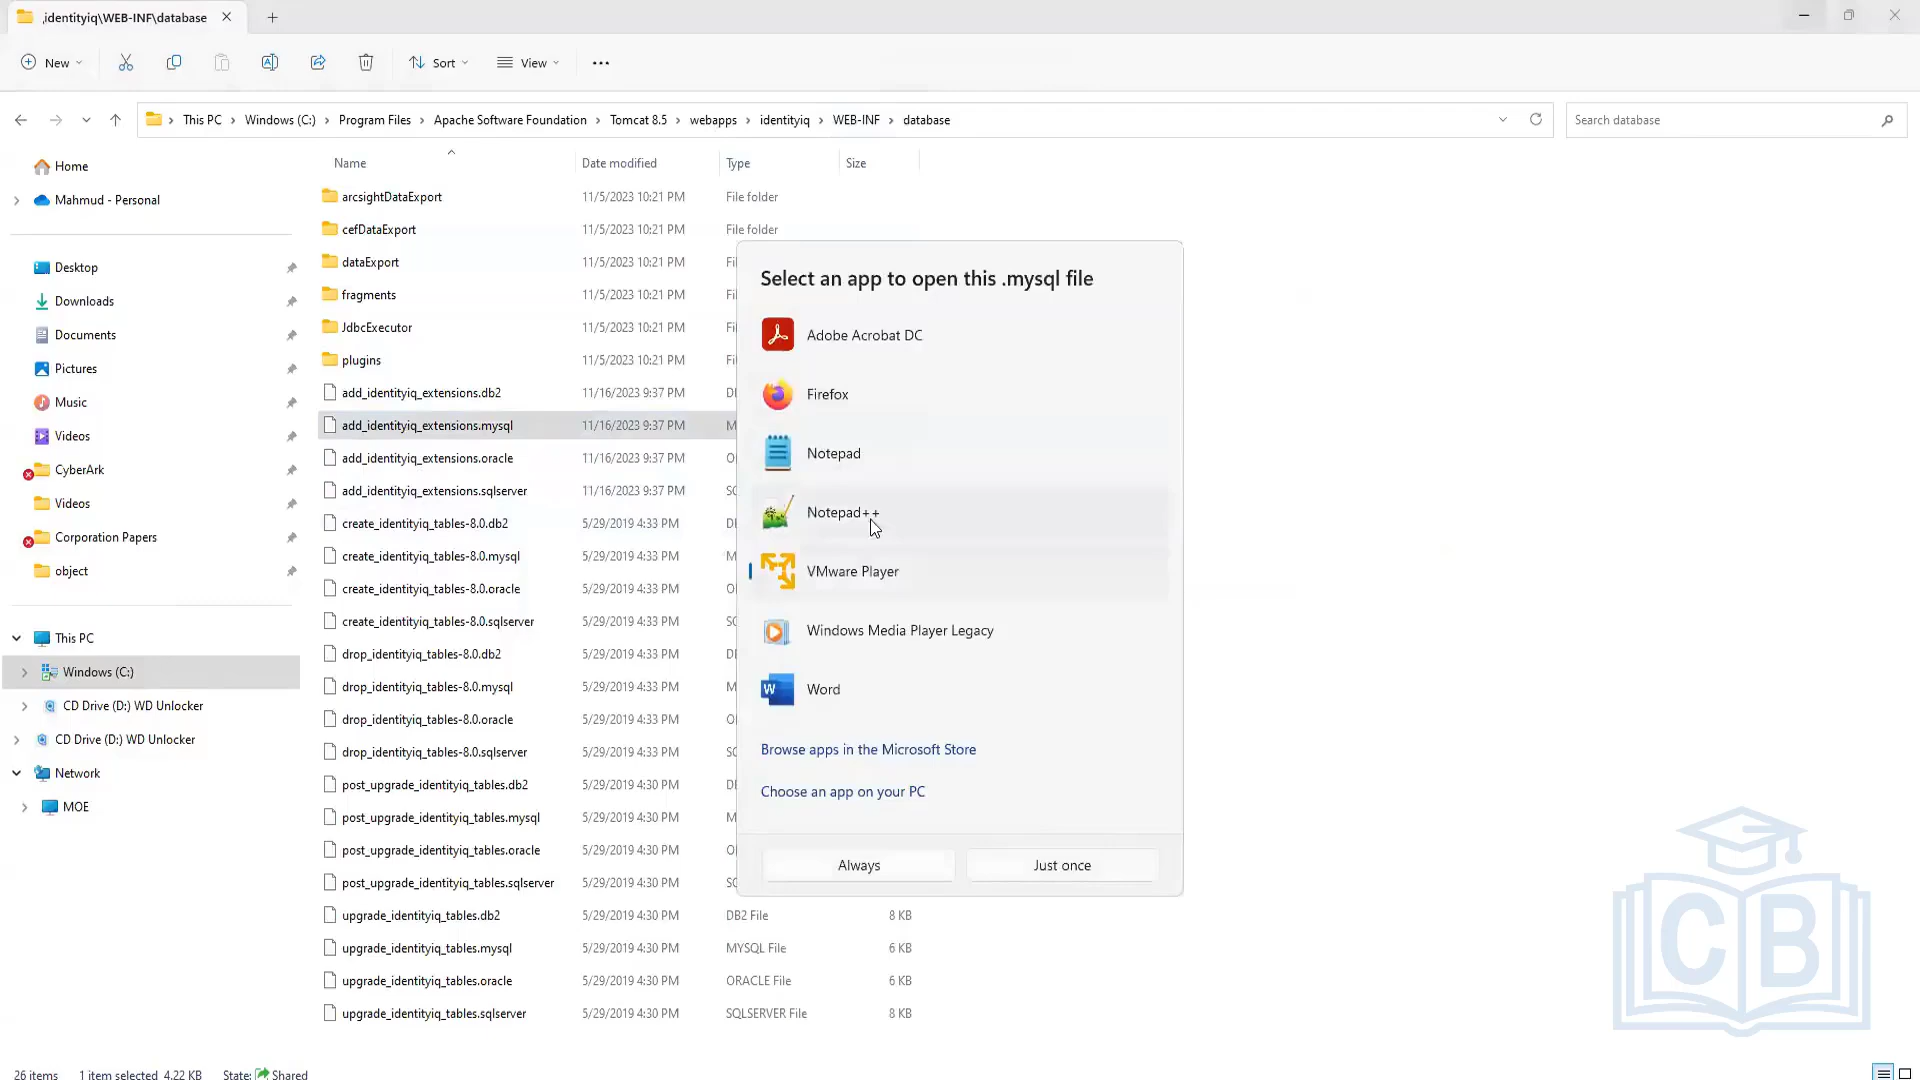 identityiq\WEB-INF\database
New
Sort
View
This PC > Windows (C:) > Program Files > Apache Software Foundation > Tomcat 8.5 > webapps > identityiq > WEB-INF > database
Search database
Home
Mahmud - Personal
Desktop
Downloads
Documents
Pictures
Music
Videos
CyberArk
Videos
Corporation Papers
object
This PC
Windows (C:)
CD Drive (D:) WD Unlocker
CD Drive (D:) WD Unlocker
Network
MOE
Name Date modified Type Size
arcsightDataExport 11/5/2023 10:21 PM File folder
cefDataExport 11/5/2023 10:21 PM File folder
dataExport 11/5/2023 10:21 PM
fragments 11/5/2023 10:21 PM
JdbcExecutor 11/5/2023 10:21 PM
plugins 11/5/2023 10:21 PM
add_identityiq_extensions.db2 11/16/2023 9:37 PM
add_identityiq_extensions.mysql 11/16/2023 9:37 PM
add_identityiq_extensions.oracle 11/16/2023 9:37 PM
add_identityiq_extensions.sqlserver 11/16/2023 9:37 PM
create_identityiq_tables-8.0.db2 5/29/2019 4:33 PM
create_identityiq_tables-8.0.mysql 5/29/2019 4:33 PM
create_identityiq_tables-8.0.oracle 5/29/2019 4:33 PM
create_identityiq_tables-8.0.sqlserver 5/29/2019 4:33 PM
drop_identityiq_tables-8.0.db2 5/29/2019 4:33 PM
drop_identityiq_tables-8.0.mysql 5/29/2019 4:33 PM
drop_identityiq_tables-8.0.oracle 5/29/2019 4:33 PM
drop_identityiq_tables-8.0.sqlserver 5/29/2019 4:33 PM
post_upgrade_identityiq_tables.db2 5/29/2019 4:33 PM
post_upgrade_identityiq_tables.mysql 5/29/2019 4:33 PM
post_upgrade_identityiq_tables.oracle 5/29/2019 4:33 PM
post_upgrade_identityiq_tables.sqlserver 5/29/2019 4:33 PM
upgrade_identityiq_tables.db2 5/29/2019 4:30 PM DB2 File 8 KB
upgrade_identityiq_tables.mysql 5/29/2019 4:30 PM MYSQL File 6 KB
upgrade_identityiq_tables.oracle 5/29/2019 4:30 PM ORACLE File 6 KB
upgrade_identityiq_tables.sqlserver 5/29/2019 4:30 PM SQLSERVER File 8 KB
Select an app to open this .mysql file
Adobe Acrobat DC
Firefox
Notepad
Notepad++
VMware Player
Windows Media Player Legacy
Word
Browse apps in the Microsoft Store
Choose an app on your PC
Always
Just once
CB
26 items 1 item selected 4.22 KB State: Shared